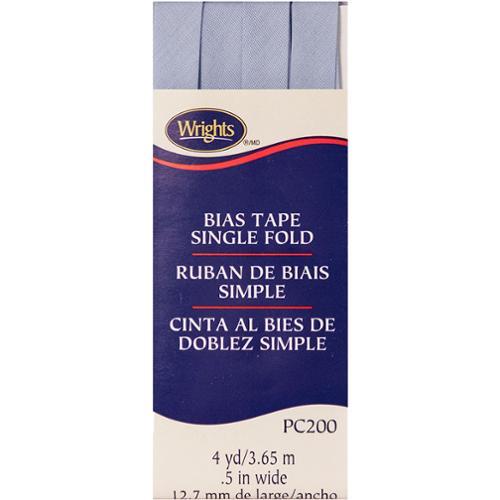 Wrights
®/MD
BIAS TAPE
SINGLE FOLD
RUBAN DE BIAIS
SIMPLE
CINTA AL BIES DE
DOBLEZ SIMPLE
PC200
4 yd/3.65 m
.5 in wide
12.7 mm de large/ancho